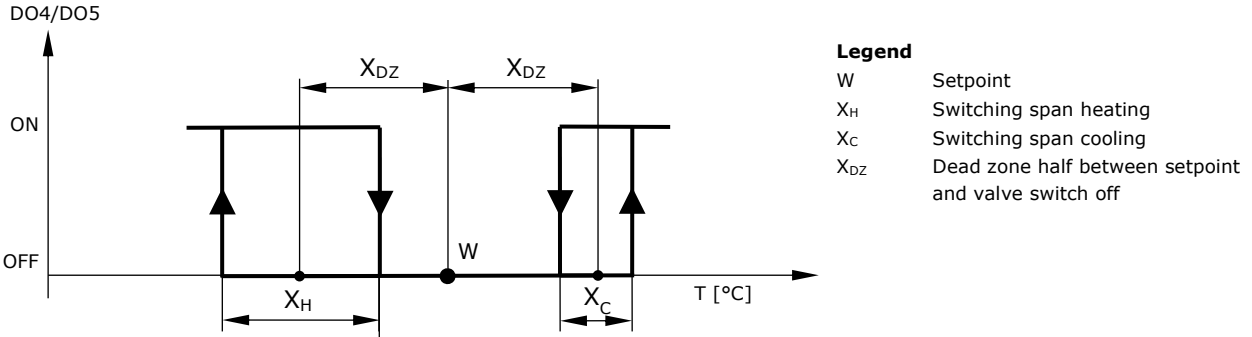 DO4/DO5
X_DZ X_DZ
ON
W
OFF
X_H
X_C
T [°C]
Legend
W Setpoint
X_H Switching span heating
X_C Switching span cooling
X_DZ Dead zone half between setpoint
and valve switch off